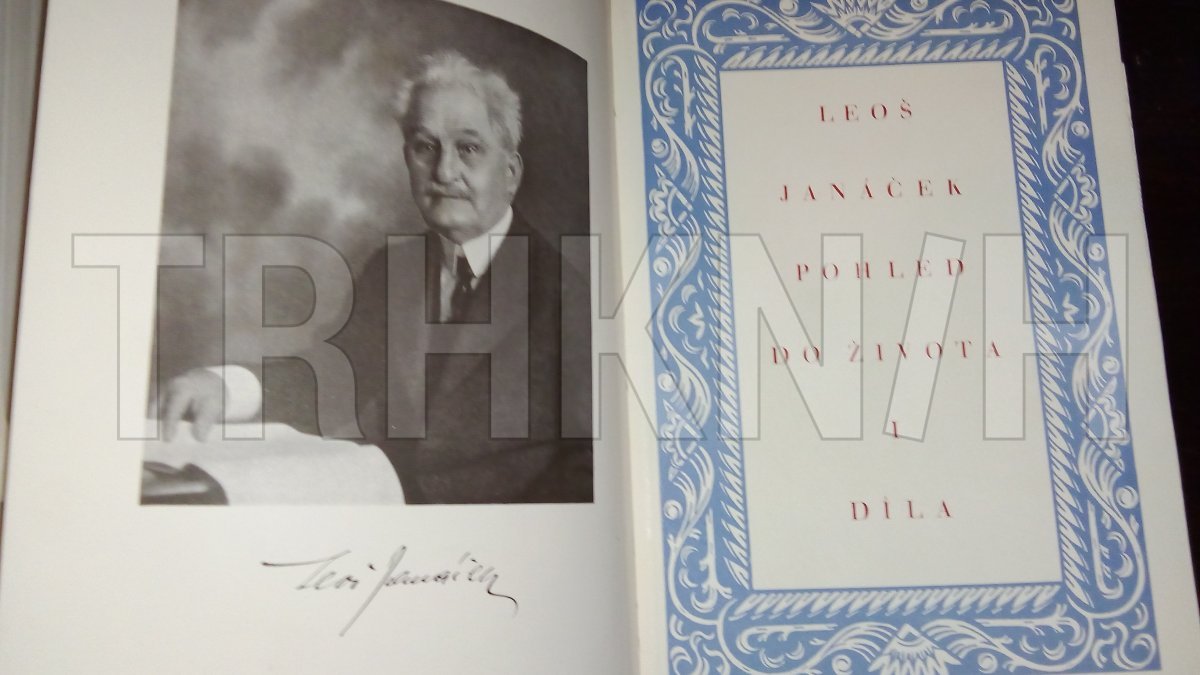 Leoš Janáček
LEOŠ
JANÁČEK
POHLED
DO ŽIVOTA
I
DÍLA
TRHKNIH